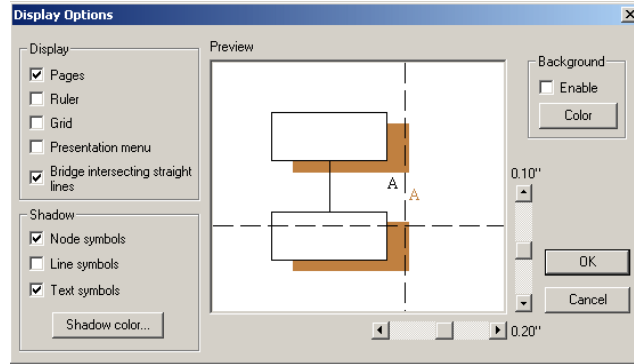 Display Options
Display
Pages
Ruler
Grid
Presentation menu
Bridge intersecting straight
lines
Shadow
Node symbols
Line symbols
Text symbols
Shadow color...
Preview
A
A
0.10''
0.20''
Background
Enable
Color
OK
Cancel